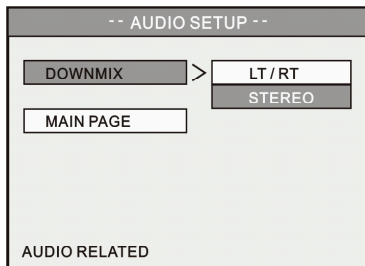 -- AUDIO SETUP --
DOWNMIX > LT / RT
STEREO
MAIN PAGE
AUDIO RELATED